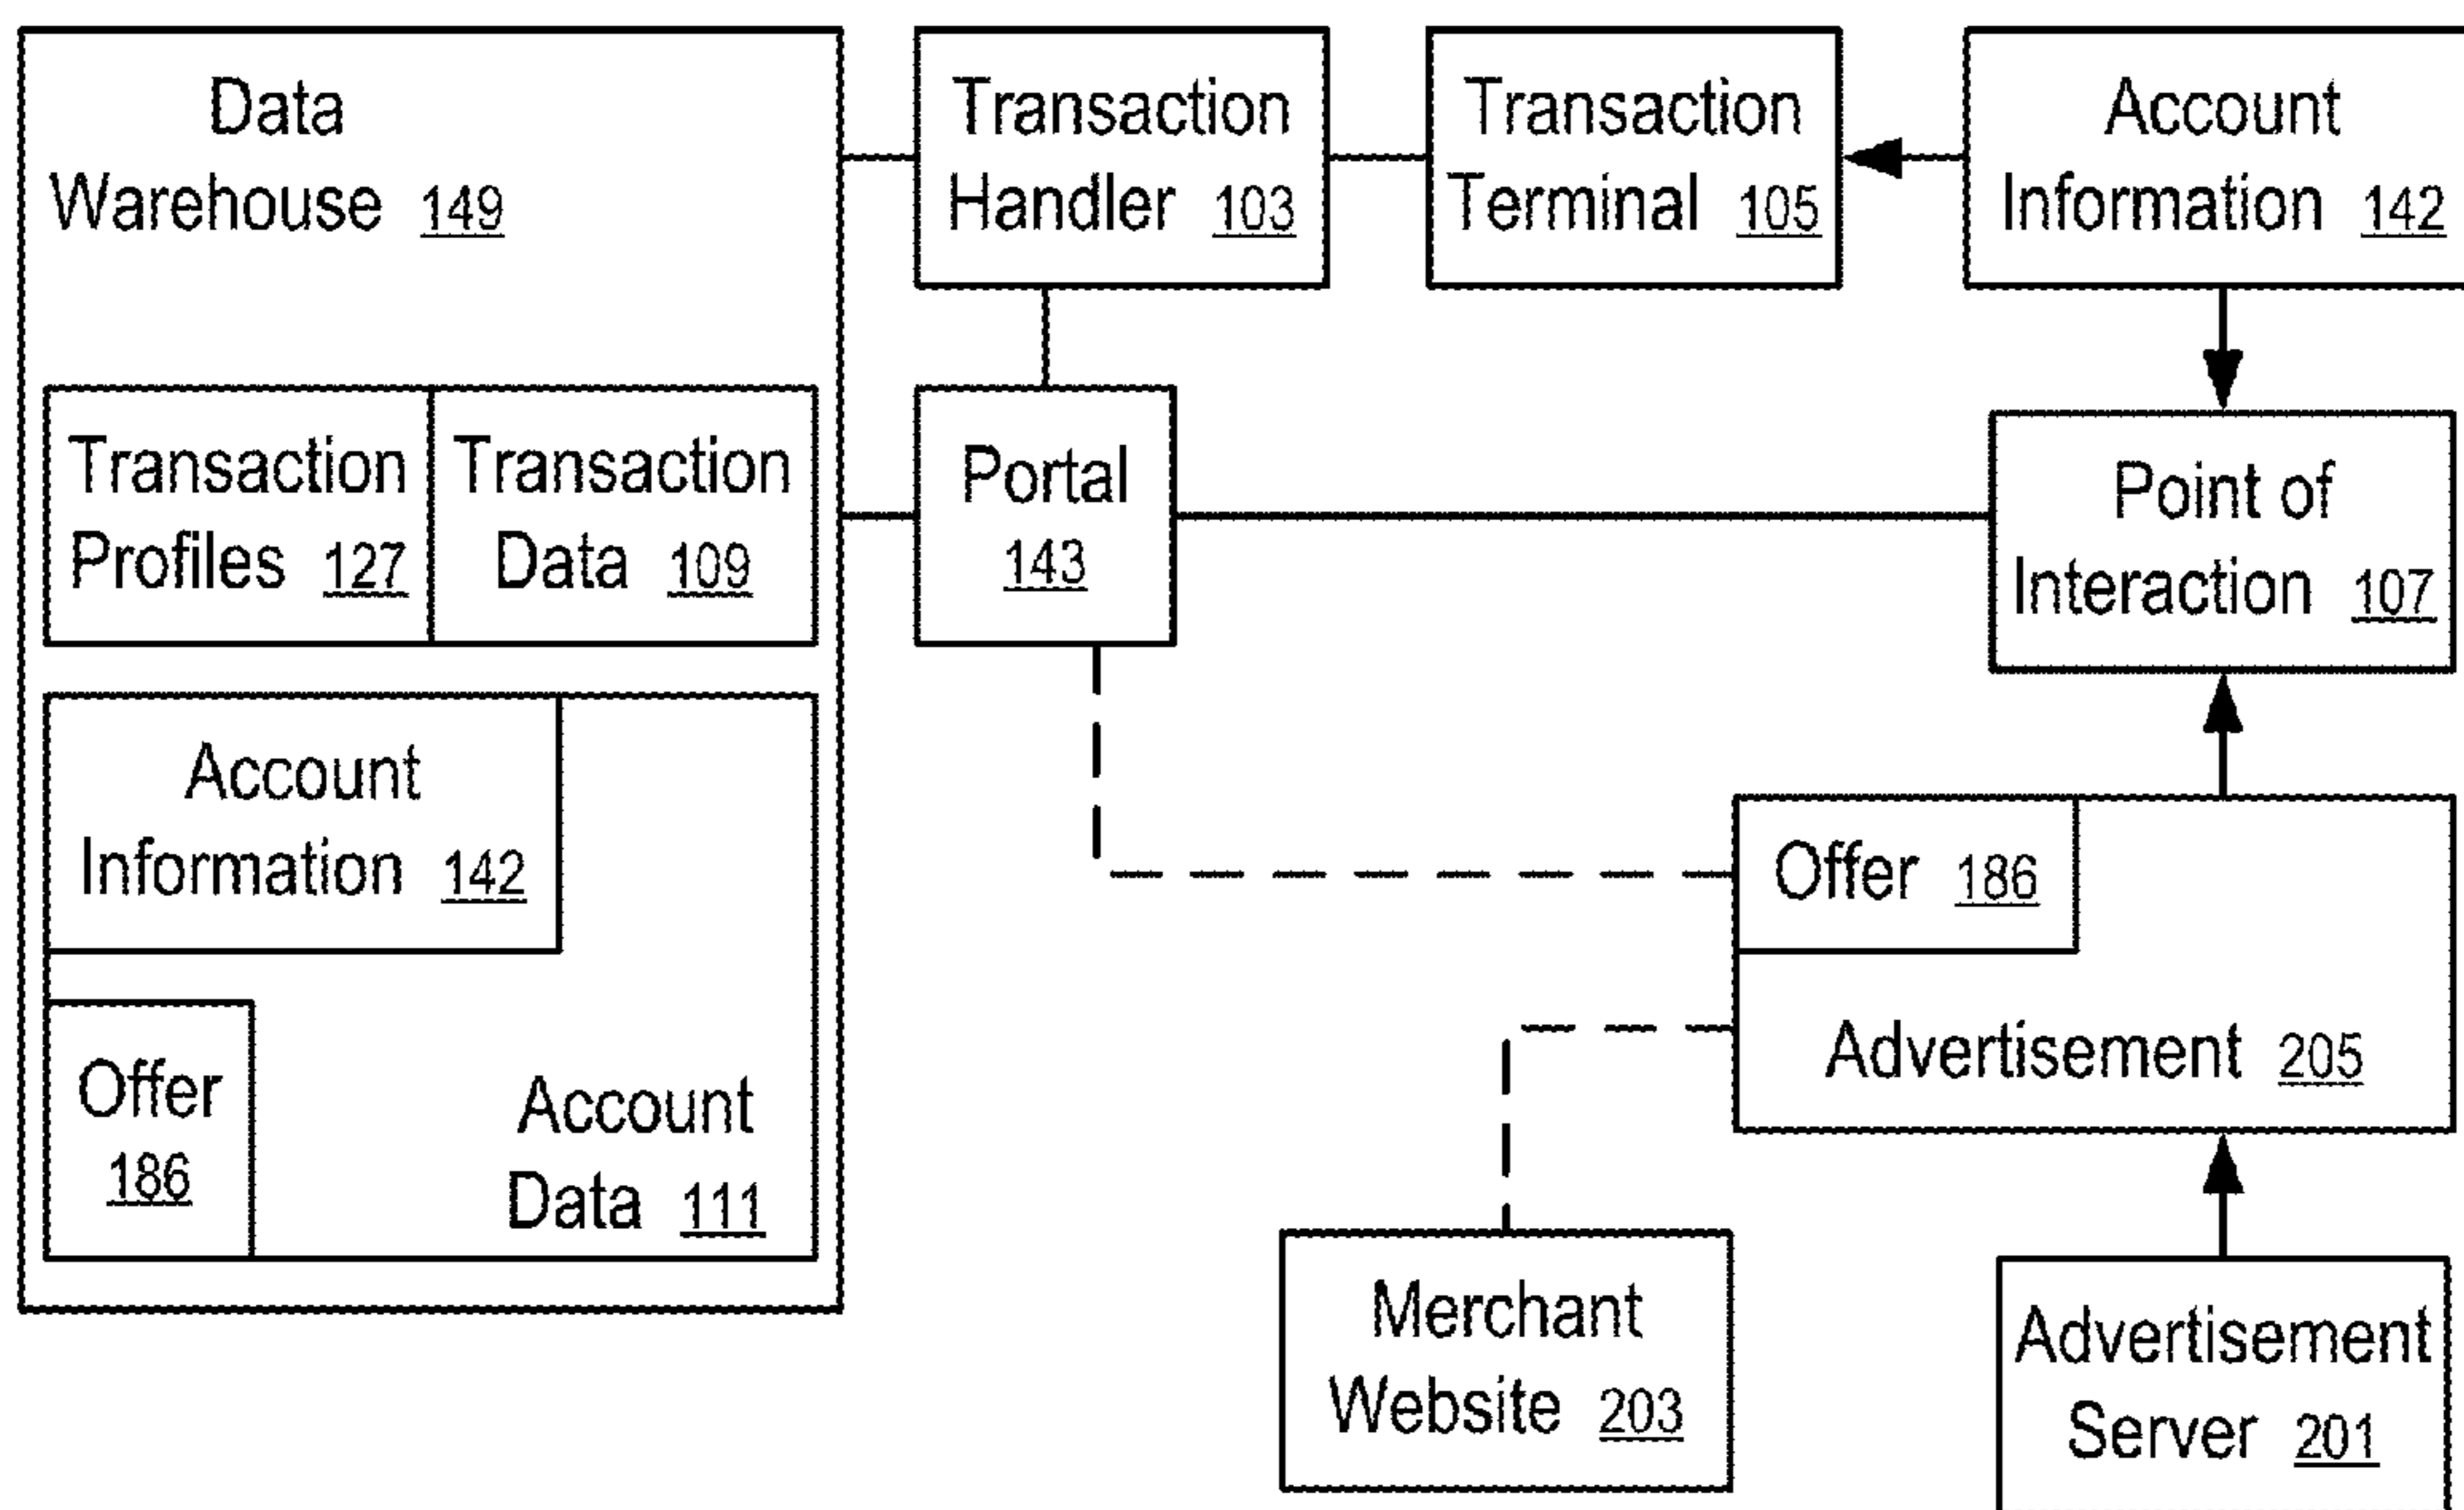 Data
Warehouse 149
Transaction
Handler 103
Transaction
Terminal 105
Account
Information 142
Transaction
Profiles 127
Transaction
Data 109
Portal
143
Point of
Interaction 107
Account
Information 142
Offer 186
Advertisement 205
Offer
186
Account
Data 111
Merchant
Website 203
Advertisement
Server 201